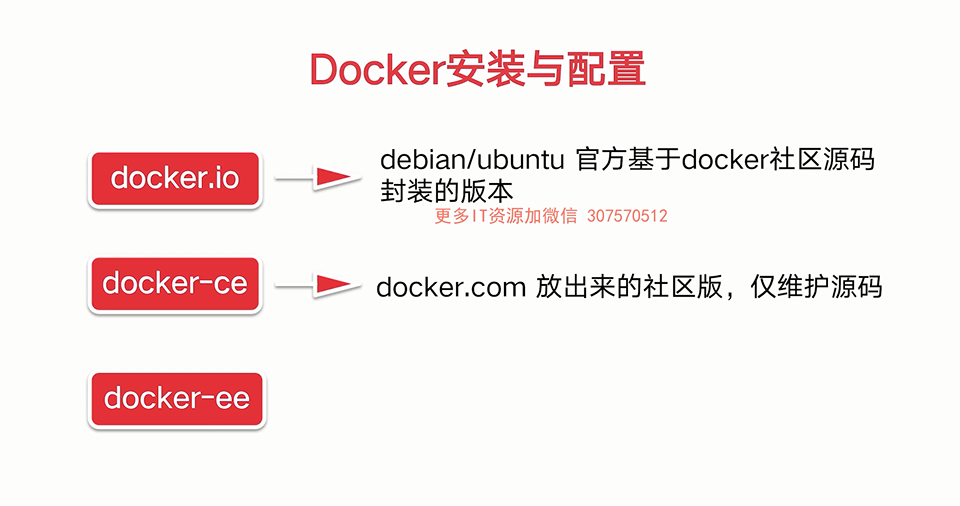 Docker安装与配置
docker.io
debian/ubuntu 官方基于docker社区源码
封装的版本
更多IT资源加微信 307570512
docker-ce
docker.com 放出来的社区版，仅维护源码
docker-ee